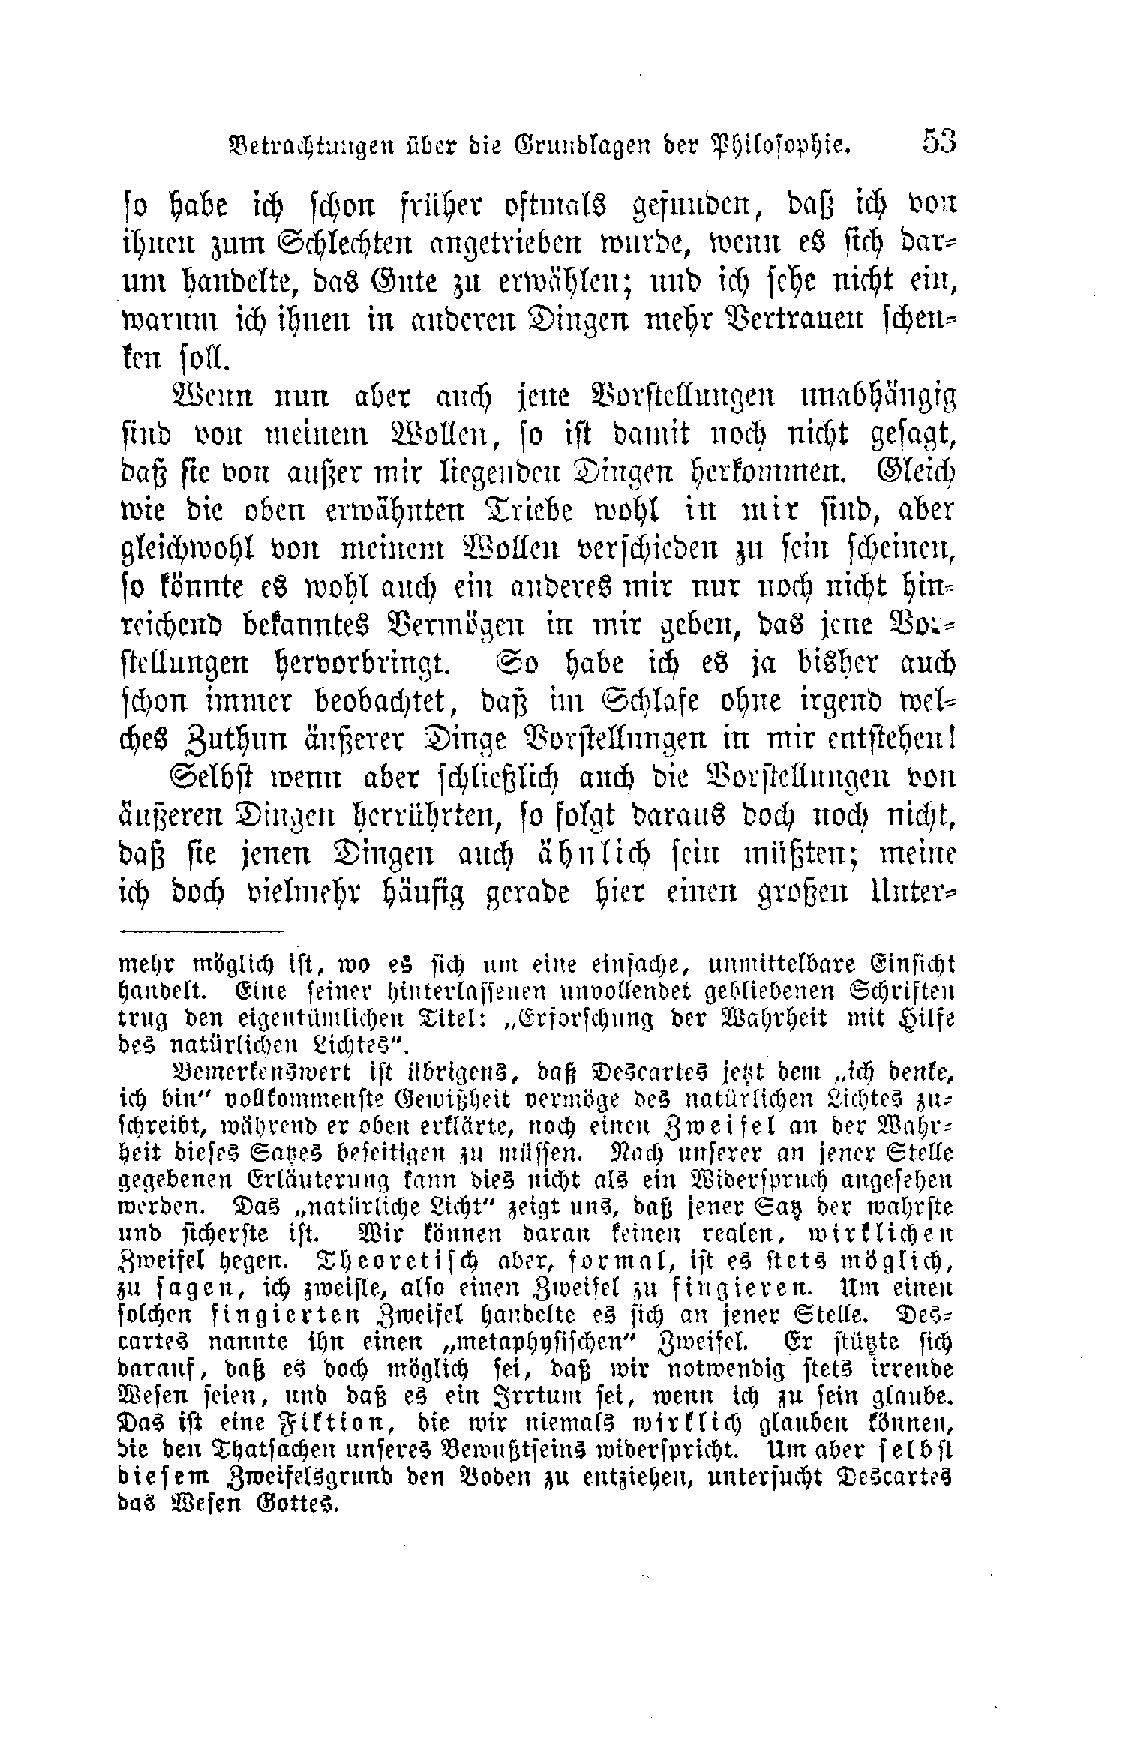 Betrachtungen über die Grundlagen der Philosophie. 53
so habe ich schon früher oftmals gefunden, daß ich von
ihnen zum Schlechten angetrieben wurde, wenn es sich dar-
um handelte, das Gute zu erwählen; und ich sehe nicht ein,
warum ich ihnen in anderen Dingen mehr Vertrauen schen-
ken soll.
Wenn nun aber auch jene Vorstellungen unabhängig
sind von meinem Wollen, so ist damit noch nicht gesagt,
daß sie von außer mir liegenden Dingen herkommen. Gleich
wie die oben erwähnten Triebe wohl in mir sind, aber
gleichwohl von meinem Wollen verschieden zu sein scheinen,
so könnte es wohl auch ein anderes mir nur noch nicht hin-
reichend bekanntes Vermögen in mir geben, das jene Vor-
stellungen hervorbringt. So habe ich es ja bisher auch
schon immer beobachtet, daß im Schlafe ohne irgend wel-
ches Zuthun äußerer Dinge Vorstellungen in mir entstehen!
Selbst wenn aber schließlich auch die Vorstellungen von
äußeren Dingen herrührten, so folgt daraus doch noch nicht,
daß sie jenen Dingen auch ähnlich sein müßten; meine
ich doch vielmehr häufig gerade hier einen großen Unter-
mehr möglich ist, wo es sich um eine einfache, unmittelbare Einsicht
handelt. Eine seiner hinterlassenen unvollendet gebliebenen Schriften
trug den eigentümlichen Titel: „Erforschung der Wahrheit mit Hilfe
des natürlichen Lichtes".
Bemerkenswert ist übrigens, daß Descartes jetzt dem „ich denke,
ich bin" vollkommenste Gewißheit vermöge des natürlichen Lichtes zu-
schreibt, während er oben erklärte, noch einen Zweifel an der Wahr-
heit dieses Satzes beseitigen zu müssen. Nach unserer an jener Stelle
gegebenen Erläuterung kann dies nicht als ein Widerspruch angesehen
werden. Das „natürliche Licht" zeigt uns, daß jener Satz der wahrste
und sicherste ist. Wir können daran keinen realen, wirklichen
Zweifel hegen. Theoretisch aber, formal, ist es stets möglich,
zu sagen, ich zweifle, also einen Zweifel zu fingieren. Um einen
solchen fingierten Zweifel handelte es sich an jener Stelle. Des-
cartes nannte ihn einen „metaphysischen" Zweifel. Er stützte sich
darauf, daß es doch möglich sei, daß wir notwendig stets irrende
Wesen seien, und daß es ein Irrtum sei, wenn ich zu sein glaube.
Das ist eine Fiktion, die wir niemals wirklich glauben können,
die den Thatsachen unseres Bewußtseins widerspricht. Um aber selbst
diesem Zweifelsgrund den Boden zu entziehen, untersucht Descartes
das Wesen Gottes.